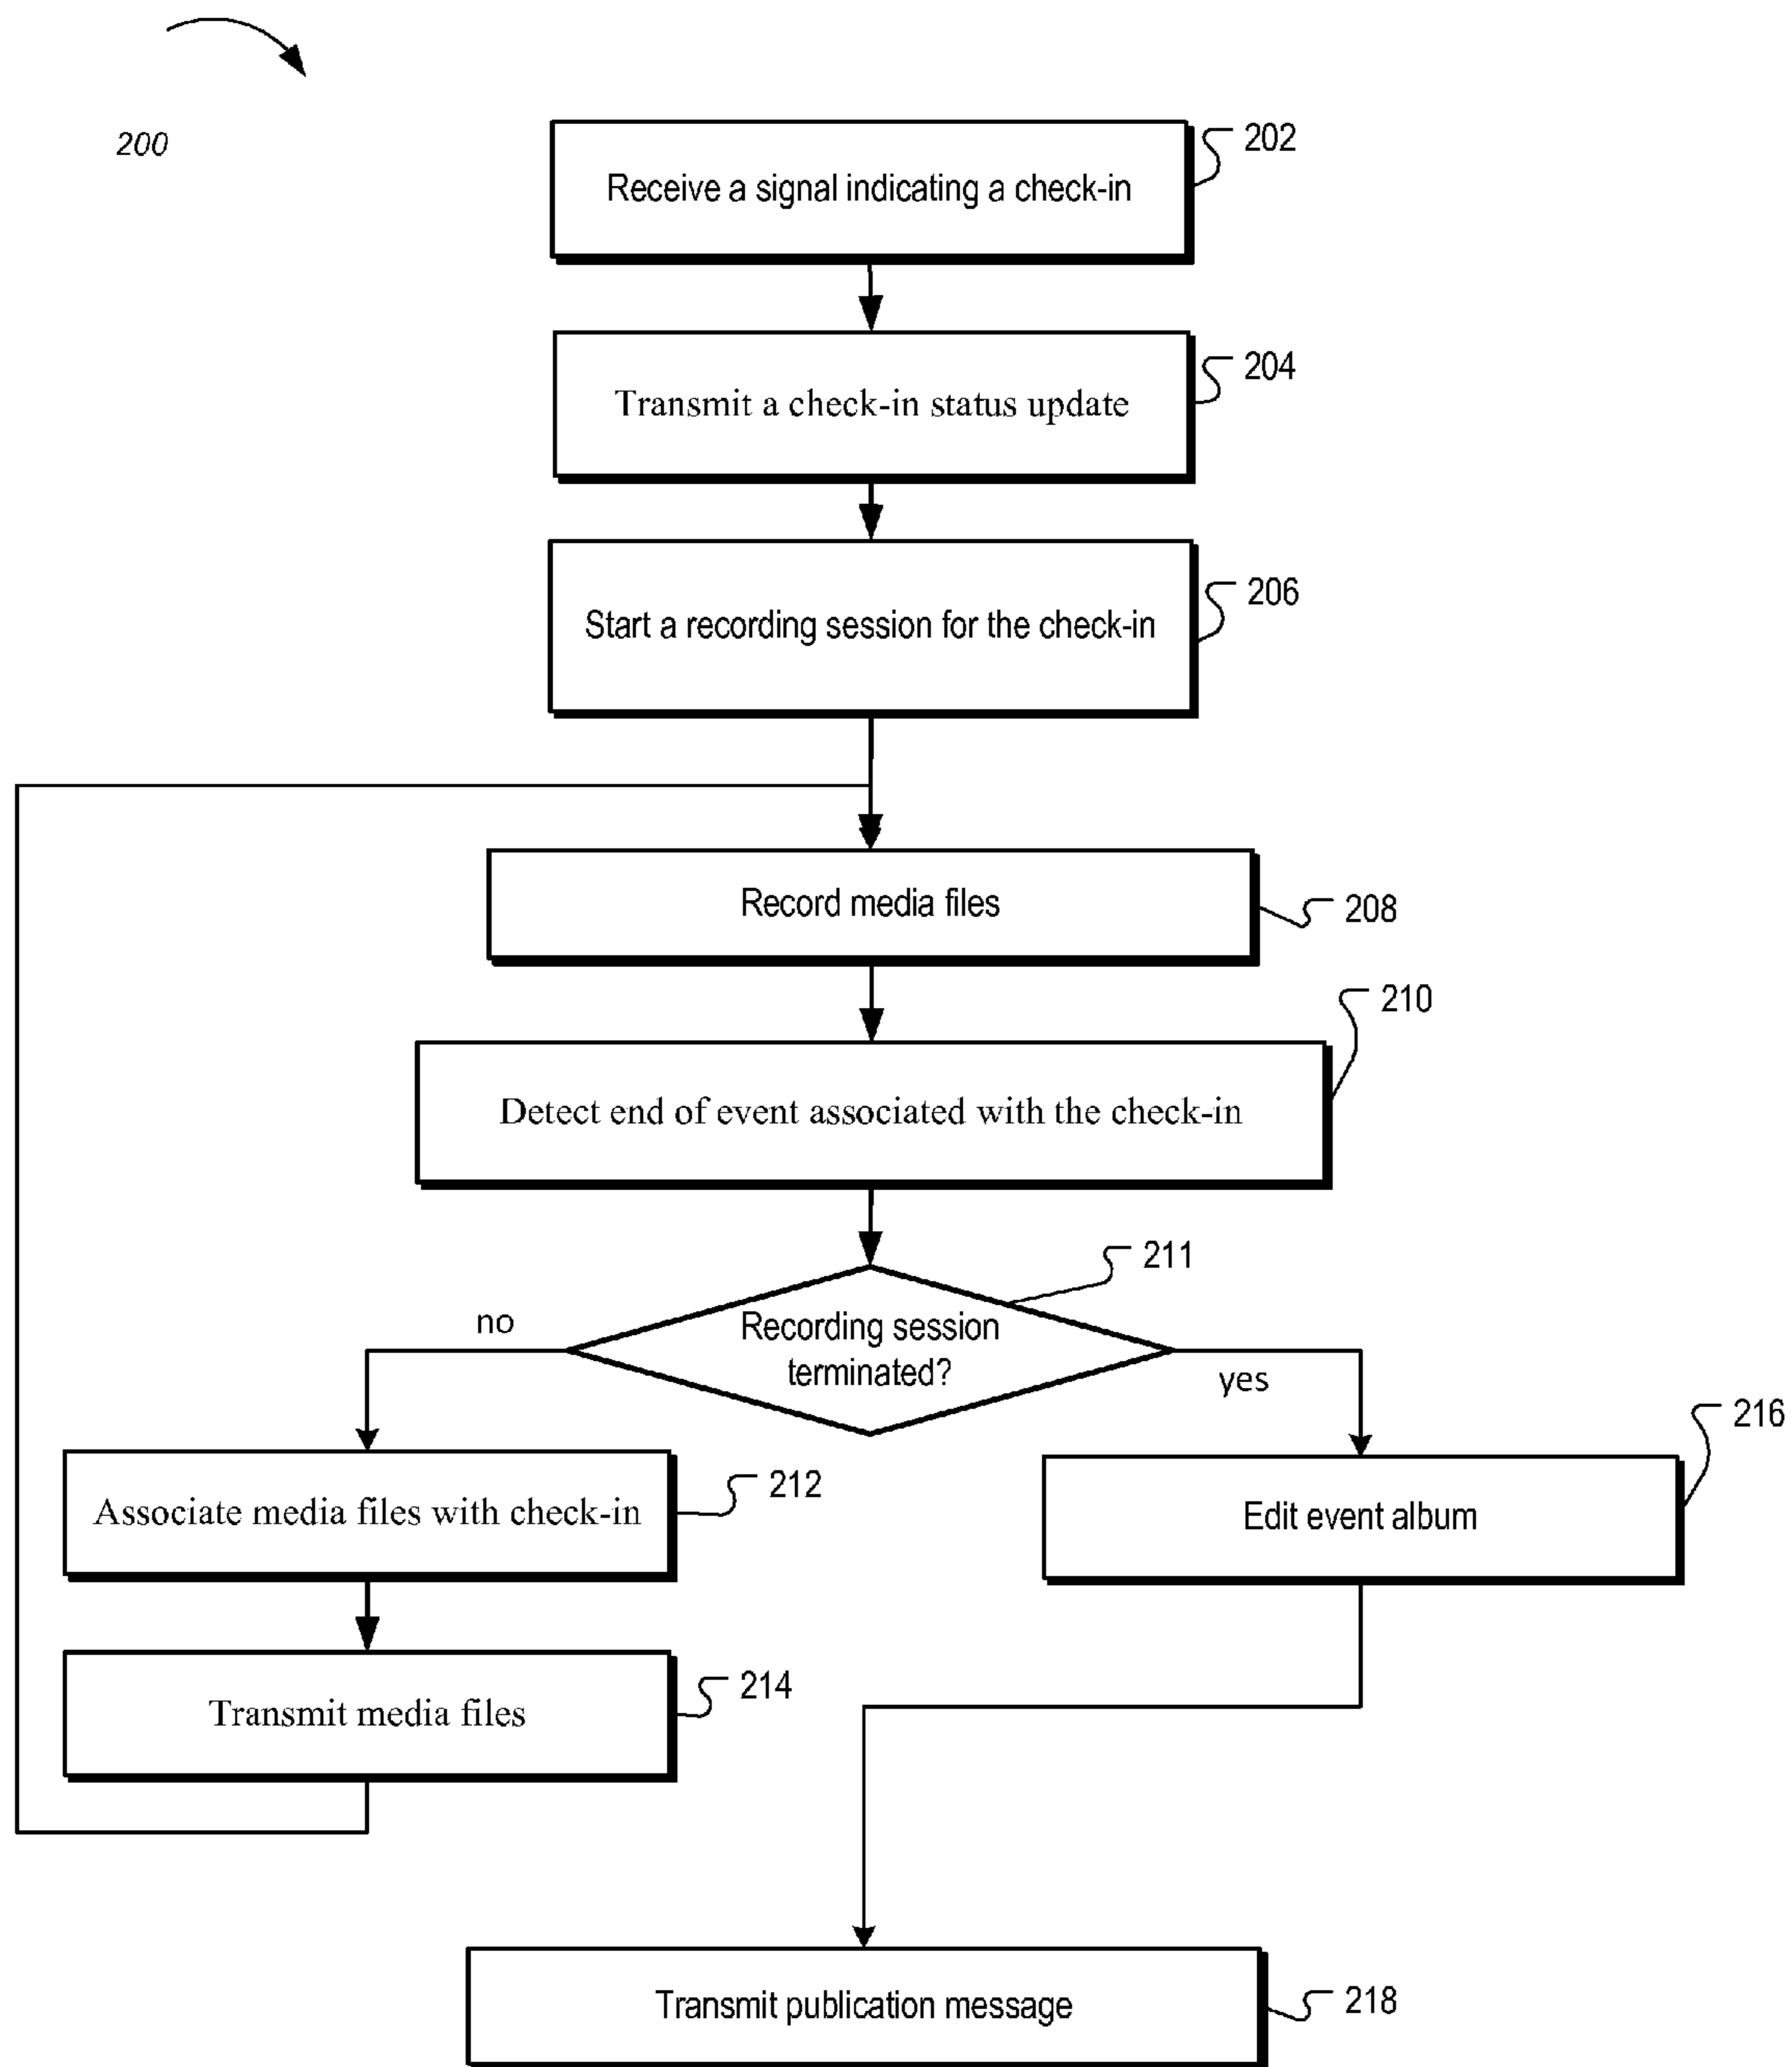 200
202
Receive a signal indicating a check-in
204
Transmit a check-in status update
206
Start a recording session for the check-in
Record media files
208
210
Detect end of event associated with the check-in
211
no
Recording session
terminated?
yes
216
212
Associate media files with check-in
Edit event album
214
Transmit media files
Transmit publication message
218